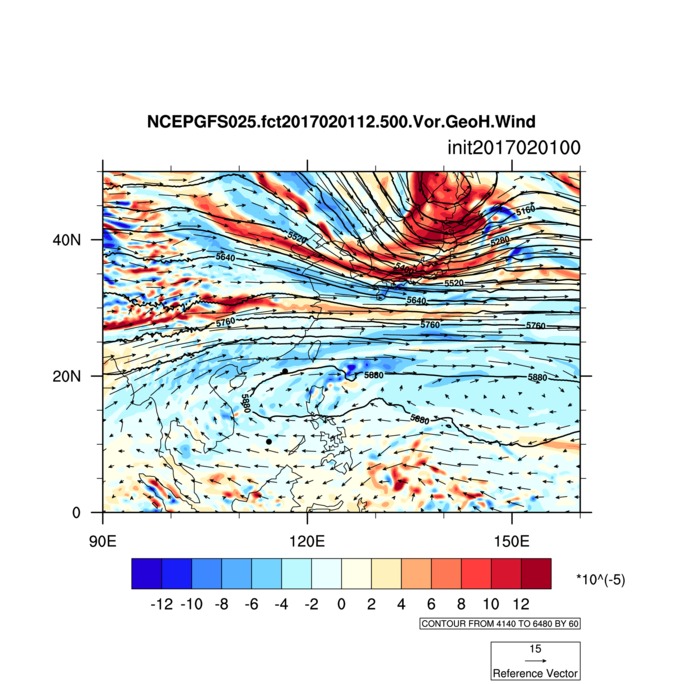 NCEPGFS025.fct2017020112.500.Vor.GeoH.Wind
init2017020100
5160
5280
5520
5400
5520
5640
5640
5760
5760
5760
5880
5880
5880
5880
40N
20N
0
90E 120E 150E
-12 -10 -8 -6 -4 -2 0 2 4 6 8 10 12
*10^(-5)
CONTOUR FROM 4140 TO 6480 BY 60
15
Reference Vector